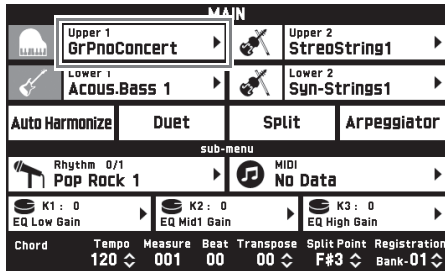 MAIN
Upper 1
GrPnoConcert
Upper 2
StreoString1
Lower 1
Acous.Bass 1
Lower 2
Syn-Strings1
Auto Harmonize Duet Split Arpeggiator
sub-menu
Rhythm 0/1
Pop Rock 1
MIDI
No Data
K1: 0
EQ Low Gain
K2: 0
EQ Mid1 Gain
K3: 0
EQ High Gain
Chord Tempo Measure Beat Transpose Split Point Registration
120 001 00 00 F#3 Bank-01